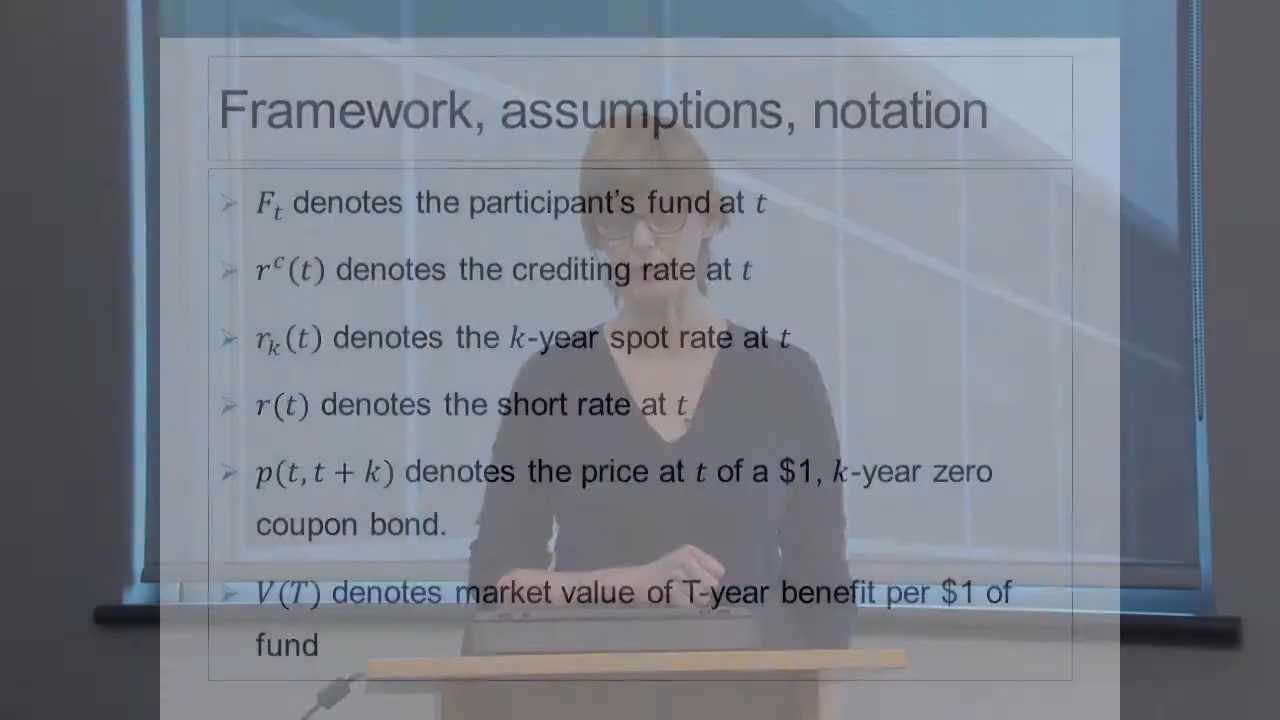 Framework, assumptions, notation
➢ F_t denotes the participant's fund at t
➢ r^c(t) denotes the crediting rate at t
➢ r_k(t) denotes the k-year spot rate at t
➢ r(t) denotes the short rate at t
➢ p(t, t + k) denotes the price at t of a $1, k-year zero
coupon bond.
➢ V(T) denotes market value of T-year benefit per $1 of
fund